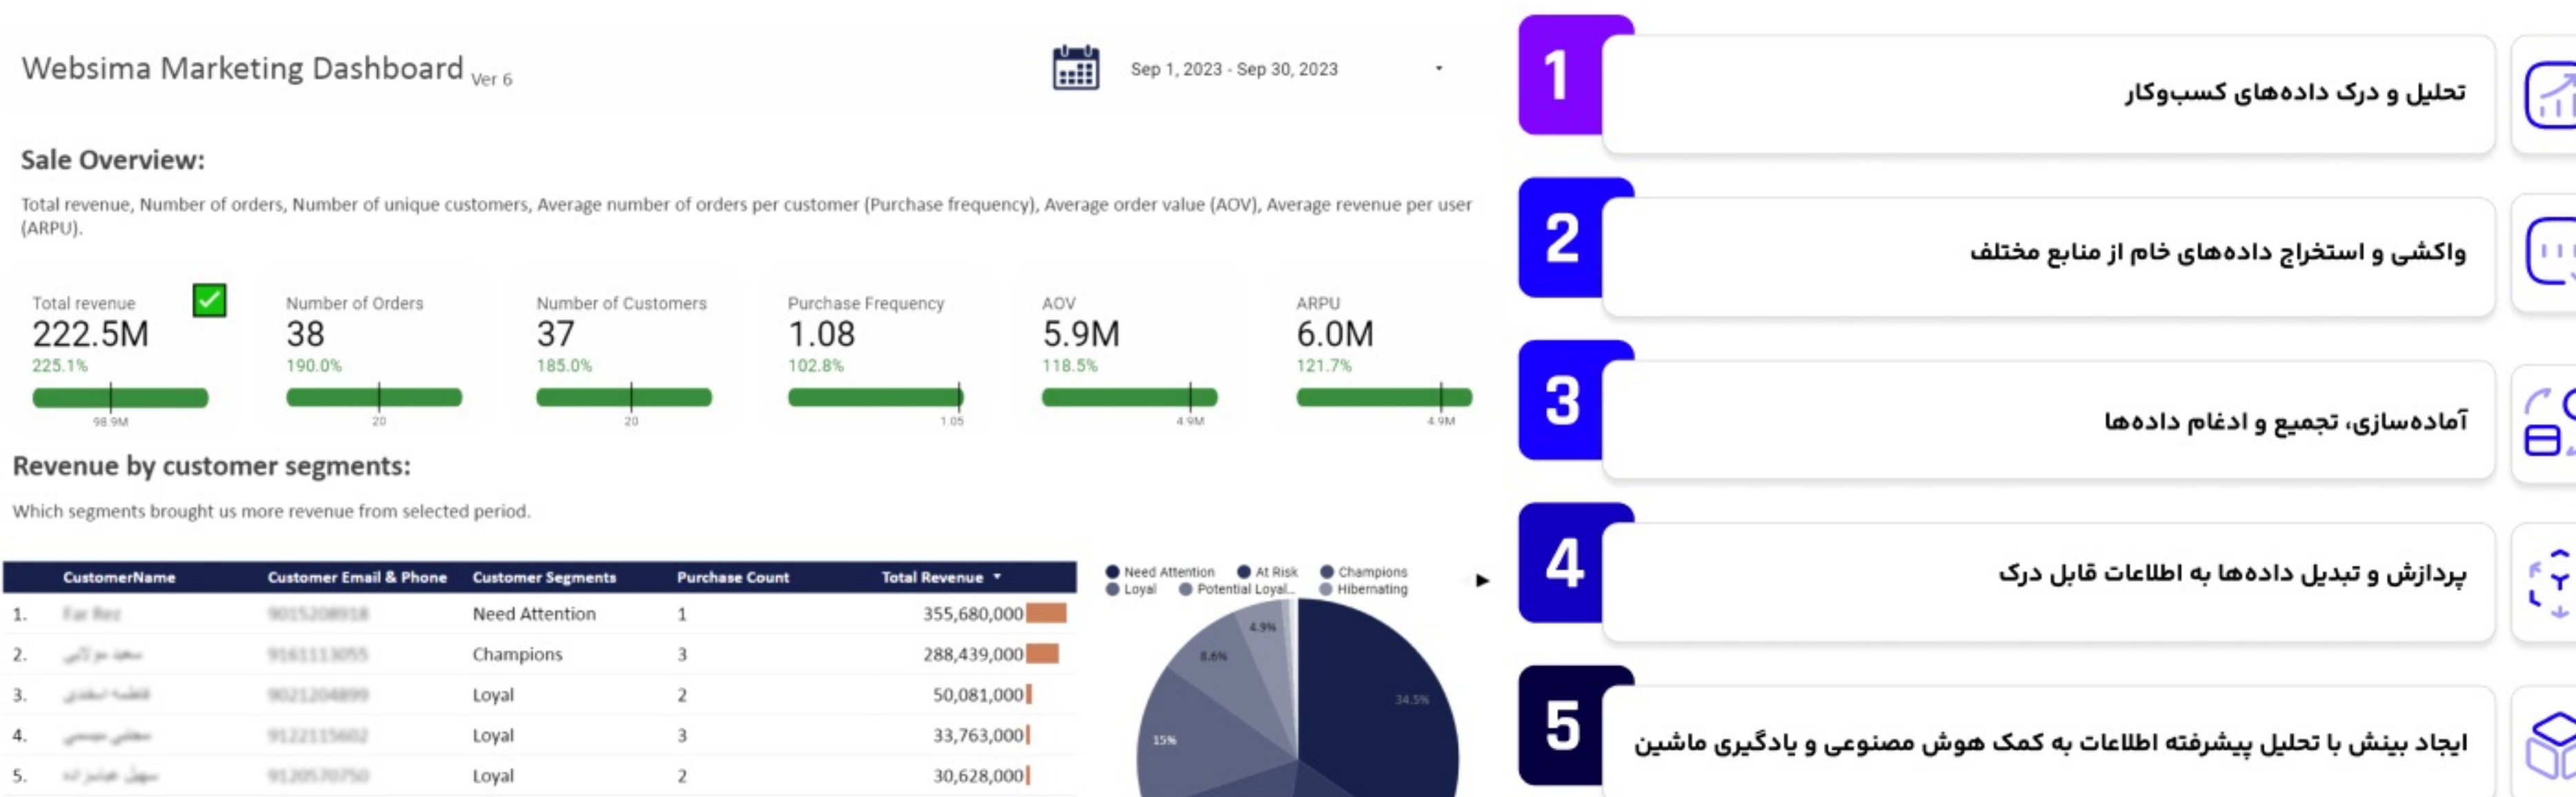 Websima Marketing Dashboard Ver 6
Sep 1, 2023 - Sep 30, 2023
Sale Overview:
Total revenue, Number of orders, Number of unique customers, Average number of orders per customer (Purchase frequency), Average order value (AOV), Average revenue per user
(ARPU).
Total revenue
222.5M
225.1%
98.9M
Number of Orders
38
190.0%
20
Number of Customers
37
185.0%
20
Purchase Frequency
1.08
102.8%
1.05
AOV
5.9M
118.5%
4.9M
ARPU
6.0M
121.7%
4.9M
Revenue by customer segments:
Which segments brought us more revenue from selected period.
CustomerName Customer Email & Phone Customer Segments Purchase Count Total Revenue
1. Need Attention 1 355,680,000
2. Champions 3 288,439,000
3. Loyal 2 50,081,000
4. Loyal 3 33,763,000
5. Loyal 2 30,628,000
Need Attention At Risk Champions
Loyal Potential Loyal... Hibernating
4.9%
8.6%
34.5%
15%
1
تحلیل و درک داده‌های کسب‌وکار
2
واکشی و استخراج داده‌های خام از منابع مختلف
3
آماده‌سازی، تجمیع و ادغام داده‌ها
4
پردازش و تبدیل داده‌ها به اطلاعات قابل درک
5
ایجاد بینش با تحلیل پیشرفته اطلاعات به کمک هوش مصنوعی و یادگیری ماشین